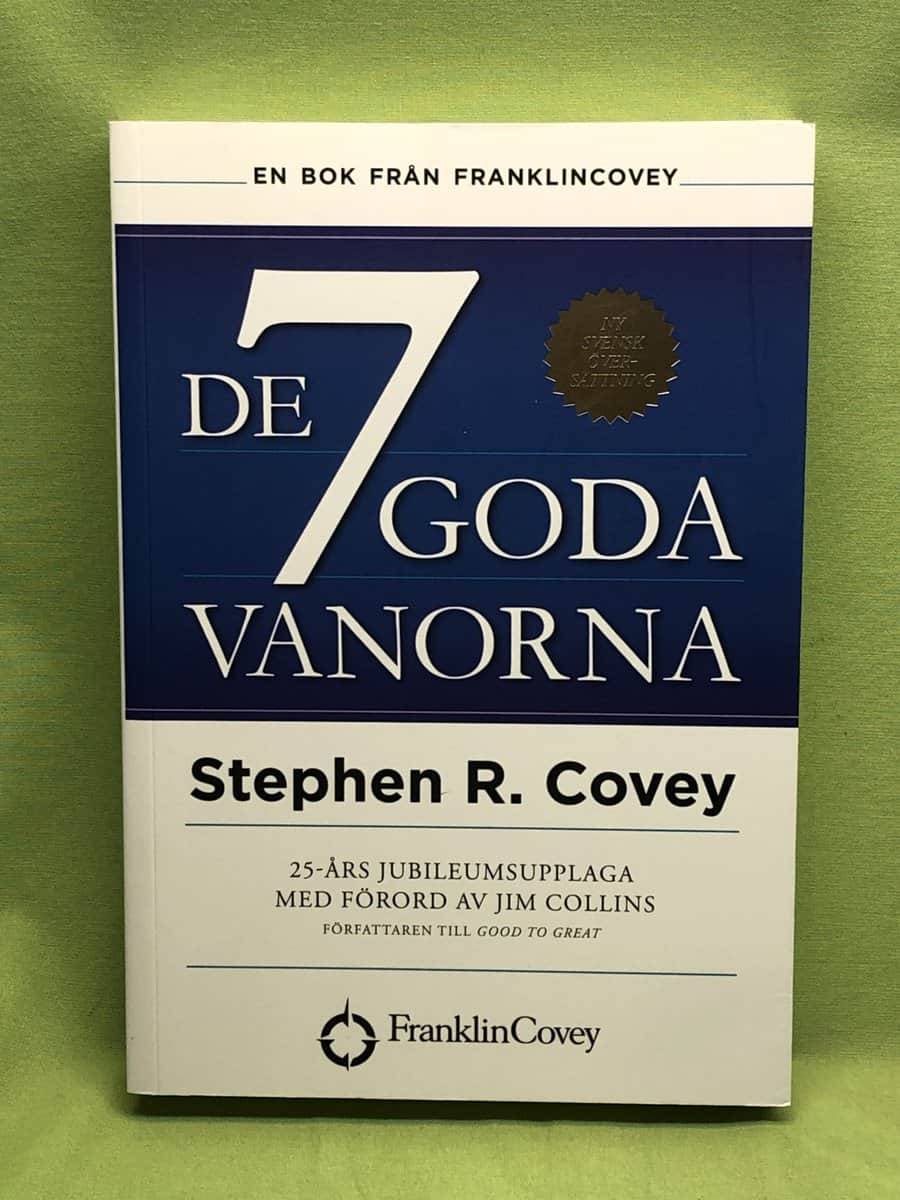 EN BOK FRÅN FRANKLINCOVEY
DE 7 GODA
VANORNA
NY
SVENSK
ÖVER-
SÄTTNING
Stephen R. Covey
25-ÅRS JUBILEUMSUPPLAGA
MED FÖRORD AV JIM COLLINS
FÖRFATTAREN TILL GOOD TO GREAT
FranklinCovey